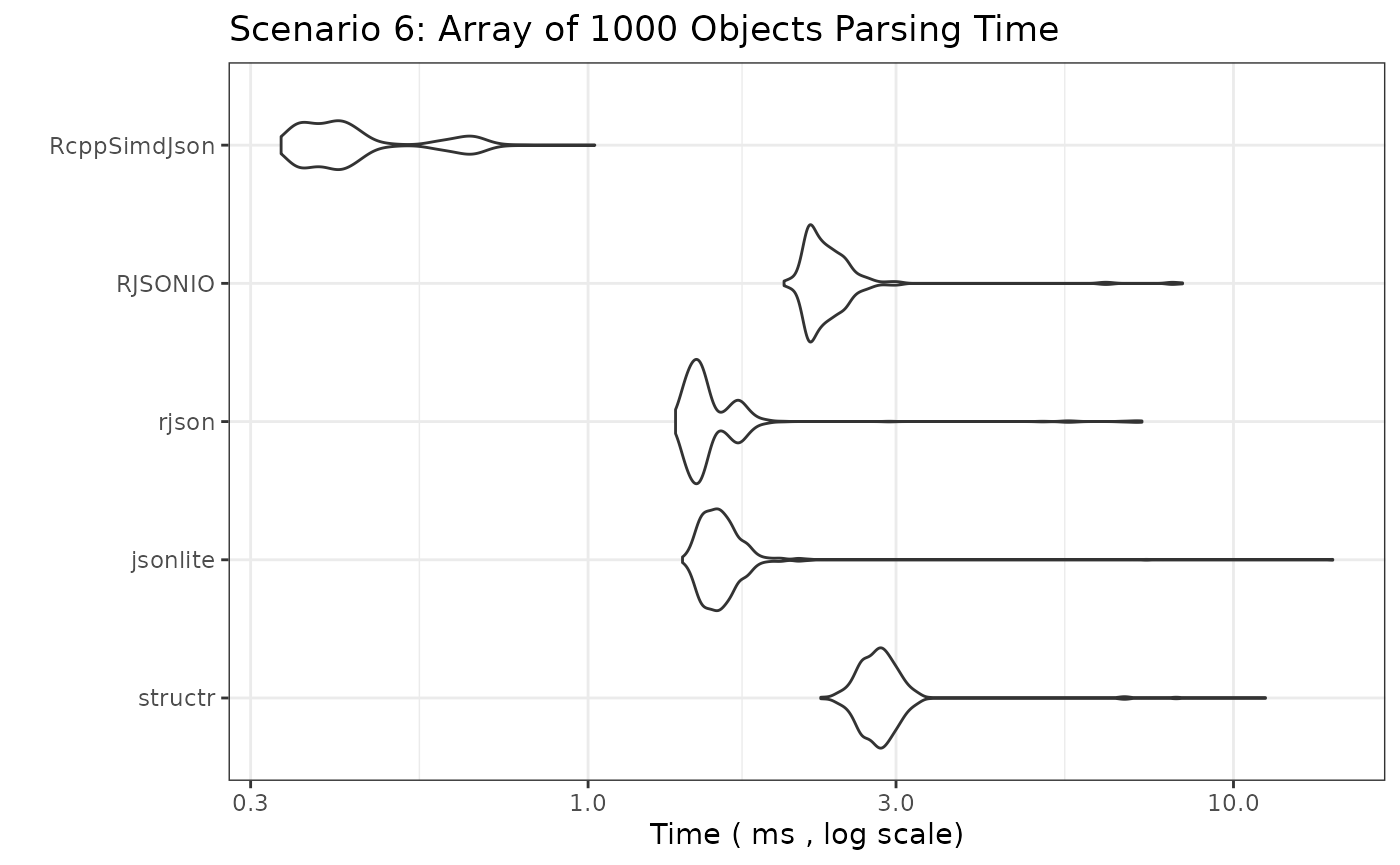 Scenario 6: Array of 1000 Objects Parsing Time
RcppSimdJson
RJSONIO
rjson
jsonlite
structr
0.3 1.0 3.0 10.0
Time ( ms , log scale)